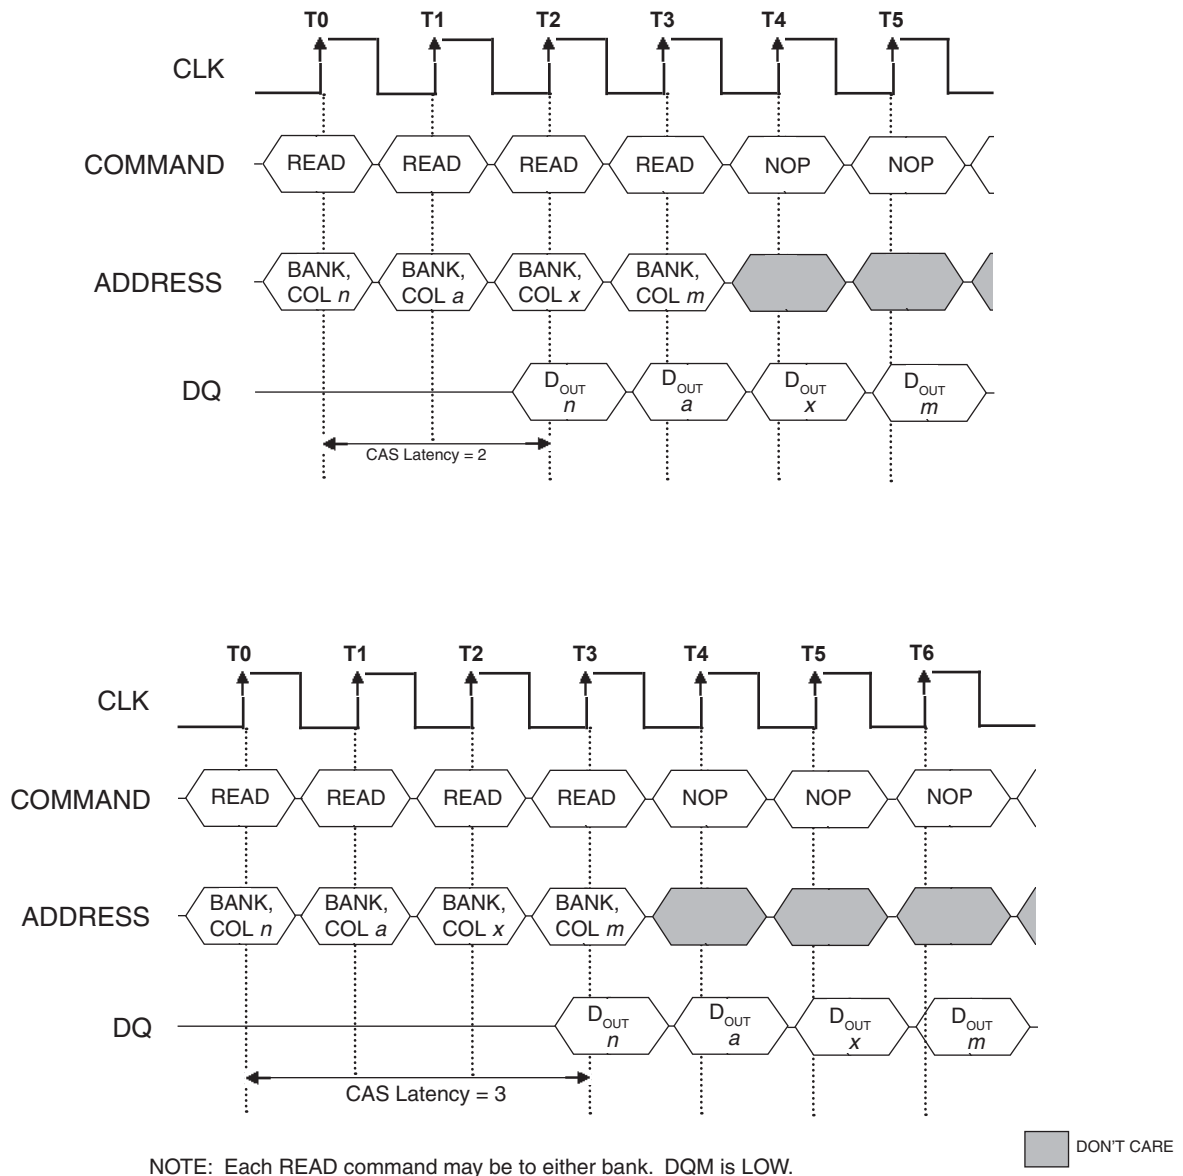 T0 T1 T2 T3 T4 T5
CLK
COMMAND READ READ READ READ NOP NOP
ADDRESS BANK, COL n BANK, COL a BANK, COL x BANK, COL m
DQ DOUT n DOUT a DOUT x DOUT m
CAS Latency = 2
T0 T1 T2 T3 T4 T5 T6
CLK
COMMAND READ READ READ READ NOP NOP NOP
ADDRESS BANK, COL n BANK, COL a BANK, COL x BANK, COL m
DQ DOUT n DOUT a DOUT x DOUT m
CAS Latency = 3
DON'T CARE
NOTE: Each READ command may be to either bank. DQM is LOW.